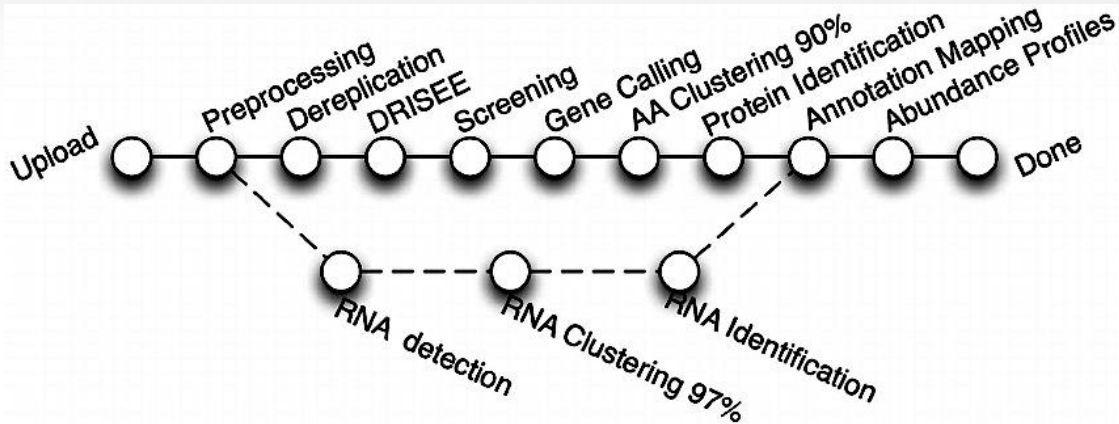 Upload
Preprocessing
Dereplication
DRISEE
Screening
Gene Calling
AA Clustering 90%
Protein Identification
Annotation Mapping
Abundance Profiles
Done
RNA detection
RNA Clustering 97%
RNA Identification